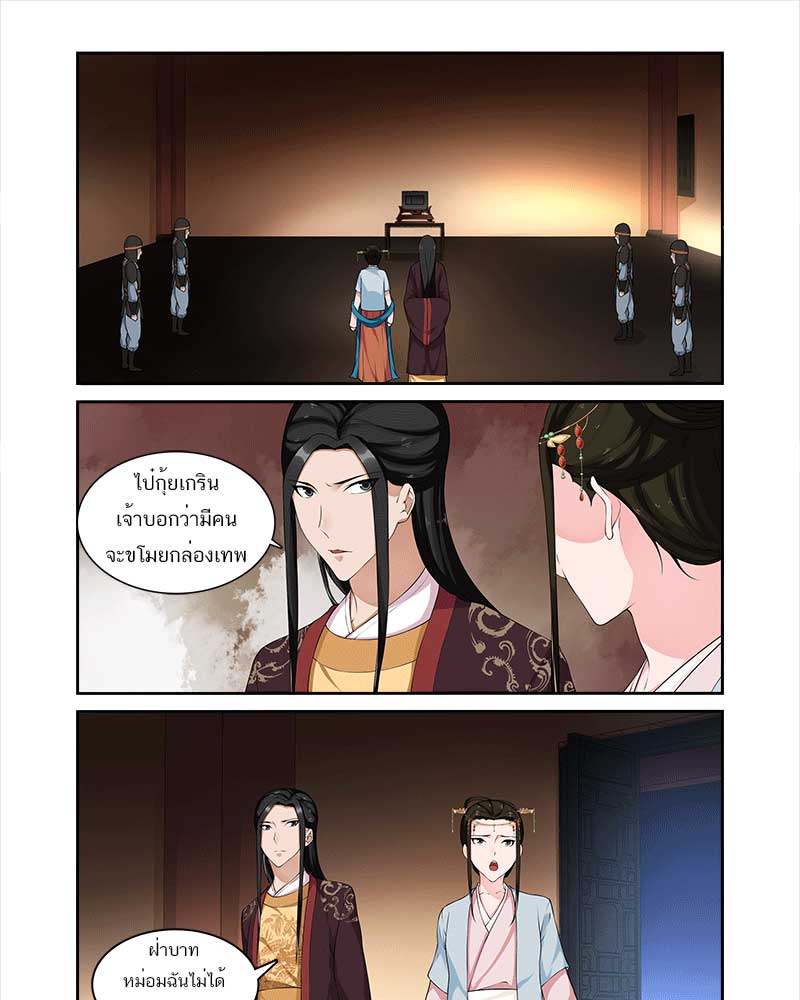 ไป๋กุ้ยเกริน
เจ้าบอกว่ามีคน
จะขโมยกล่องเทพ
ฝ่าบาท
หม่อมฉันไม่ได้